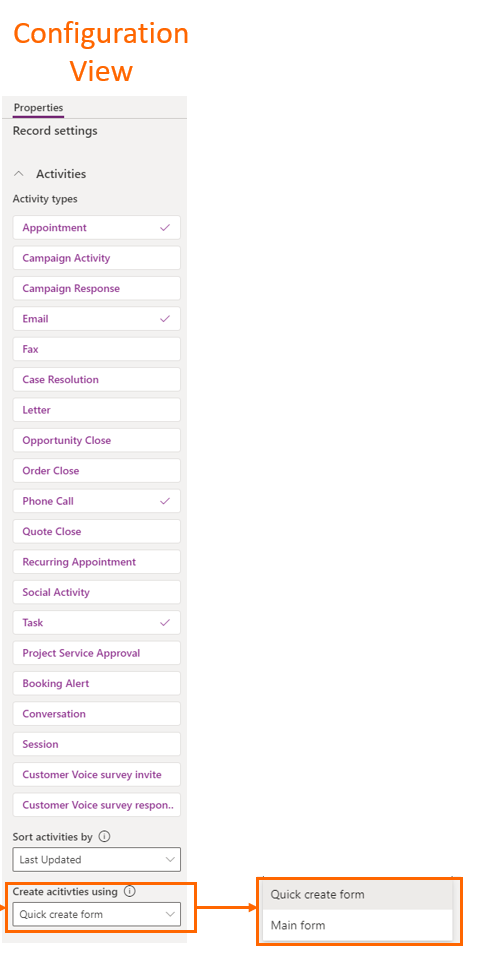 Configuration
View
Properties
Record settings
Activities
Activity types
Appointment
Campaign Activity
Campaign Response
Email
Fax
Case Resolution
Letter
Opportunity Close
Order Close
Phone Call
Quote Close
Recurring Appointment
Social Activity
Task
Project Service Approval
Booking Alert
Conversation
Session
Customer Voice survey invite
Customer Voice survey respon..
Sort activities by
Last Updated
Create acitivties using
Quick create form
Quick create form
Main form